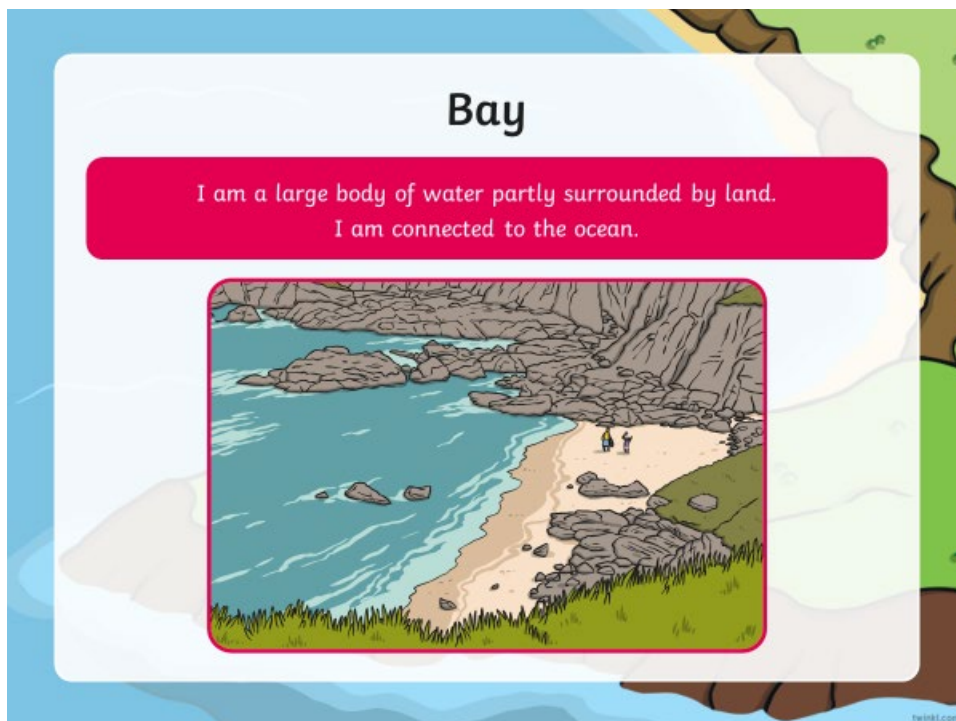 Bay
I am a large body of water partly surrounded by land.
I am connected to the ocean.
twinkl.com